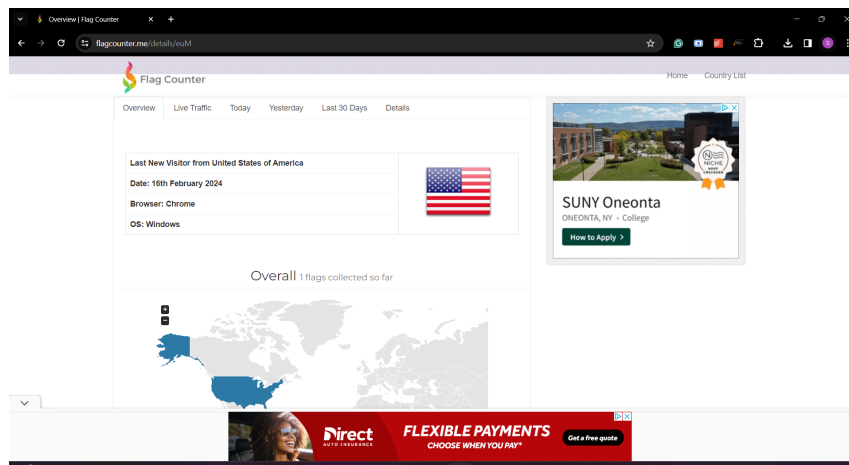 Overview | Flag Counter
flagcounter.me/details/euM
Flag Counter
Home Country List
Overview Live Traffic Today Yesterday Last 30 Days Details
Last New Visitor from United States of America
Date: 16th February 2024
Browser: Chrome
OS: Windows
NICHE
SUNY Oneonta
ONEONTA, NY • College
How to Apply >
Overall 1 flags collected so far
Direct
AUTO INSURANCE
FLEXIBLE PAYMENTS
CHOOSE WHEN YOU PAY*
Get a free quote